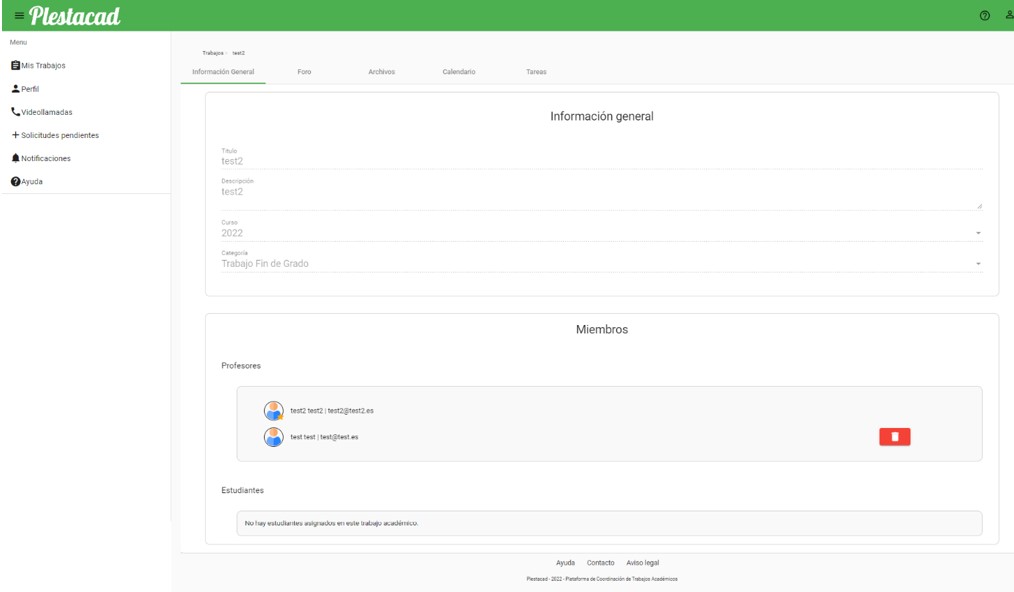 Plestacad
Menu
Mis Trabajos
Perfil
Videollamadas
Solicitudes pendientes
Notificaciones
Ayuda
Trabajos > test2
Información General Foro Archivos Calendario Tareas
Información general
Título
test2
Descripción
test2
Curso
2022
Categoría
Trabajo Fin de Grado
Miembros
Profesores
test2 test2 | test2@test2.es
test test | test@test.es
Estudiantes
No hay estudiantes asignados en este trabajo académico.
Ayuda Contacto Aviso legal
Plestacad - 2022 - Plataforma de Coordinación de Trabajos Académicos